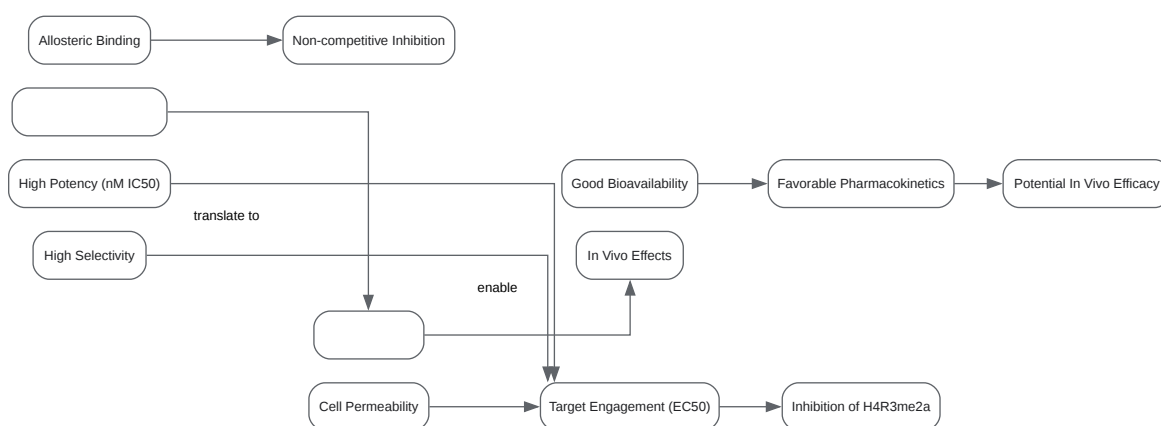 Allosteric Binding
Non-competitive Inhibition
High Potency (nM IC50)
Good Bioavailability
Favorable Pharmacokinetics
Potential In Vivo Efficacy
translate to
High Selectivity
In Vivo Effects
enable
Cell Permeability
Target Engagement (EC50)
Inhibition of H4R3me2a